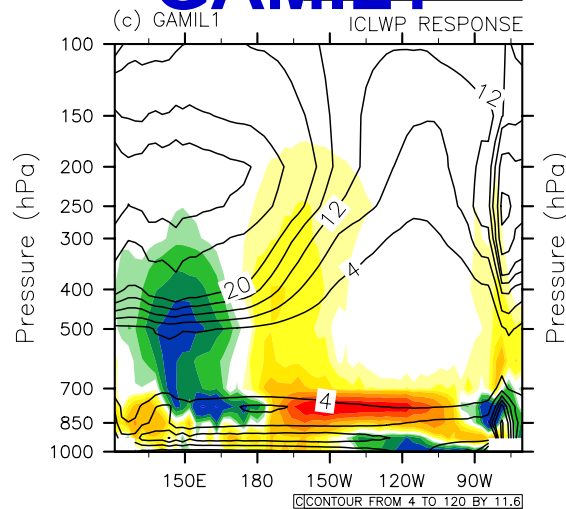 GAMIL1
(c) GAMIL1 ICLWP RESPONSE
100
150
200
250
300
400
500
700
850
1000
Pressure (hPa)
Pressure (hPa)
12
12
20
4
4
150E 180 150W 120W 90W
CONTOUR FROM 4 TO 120 BY 11.6